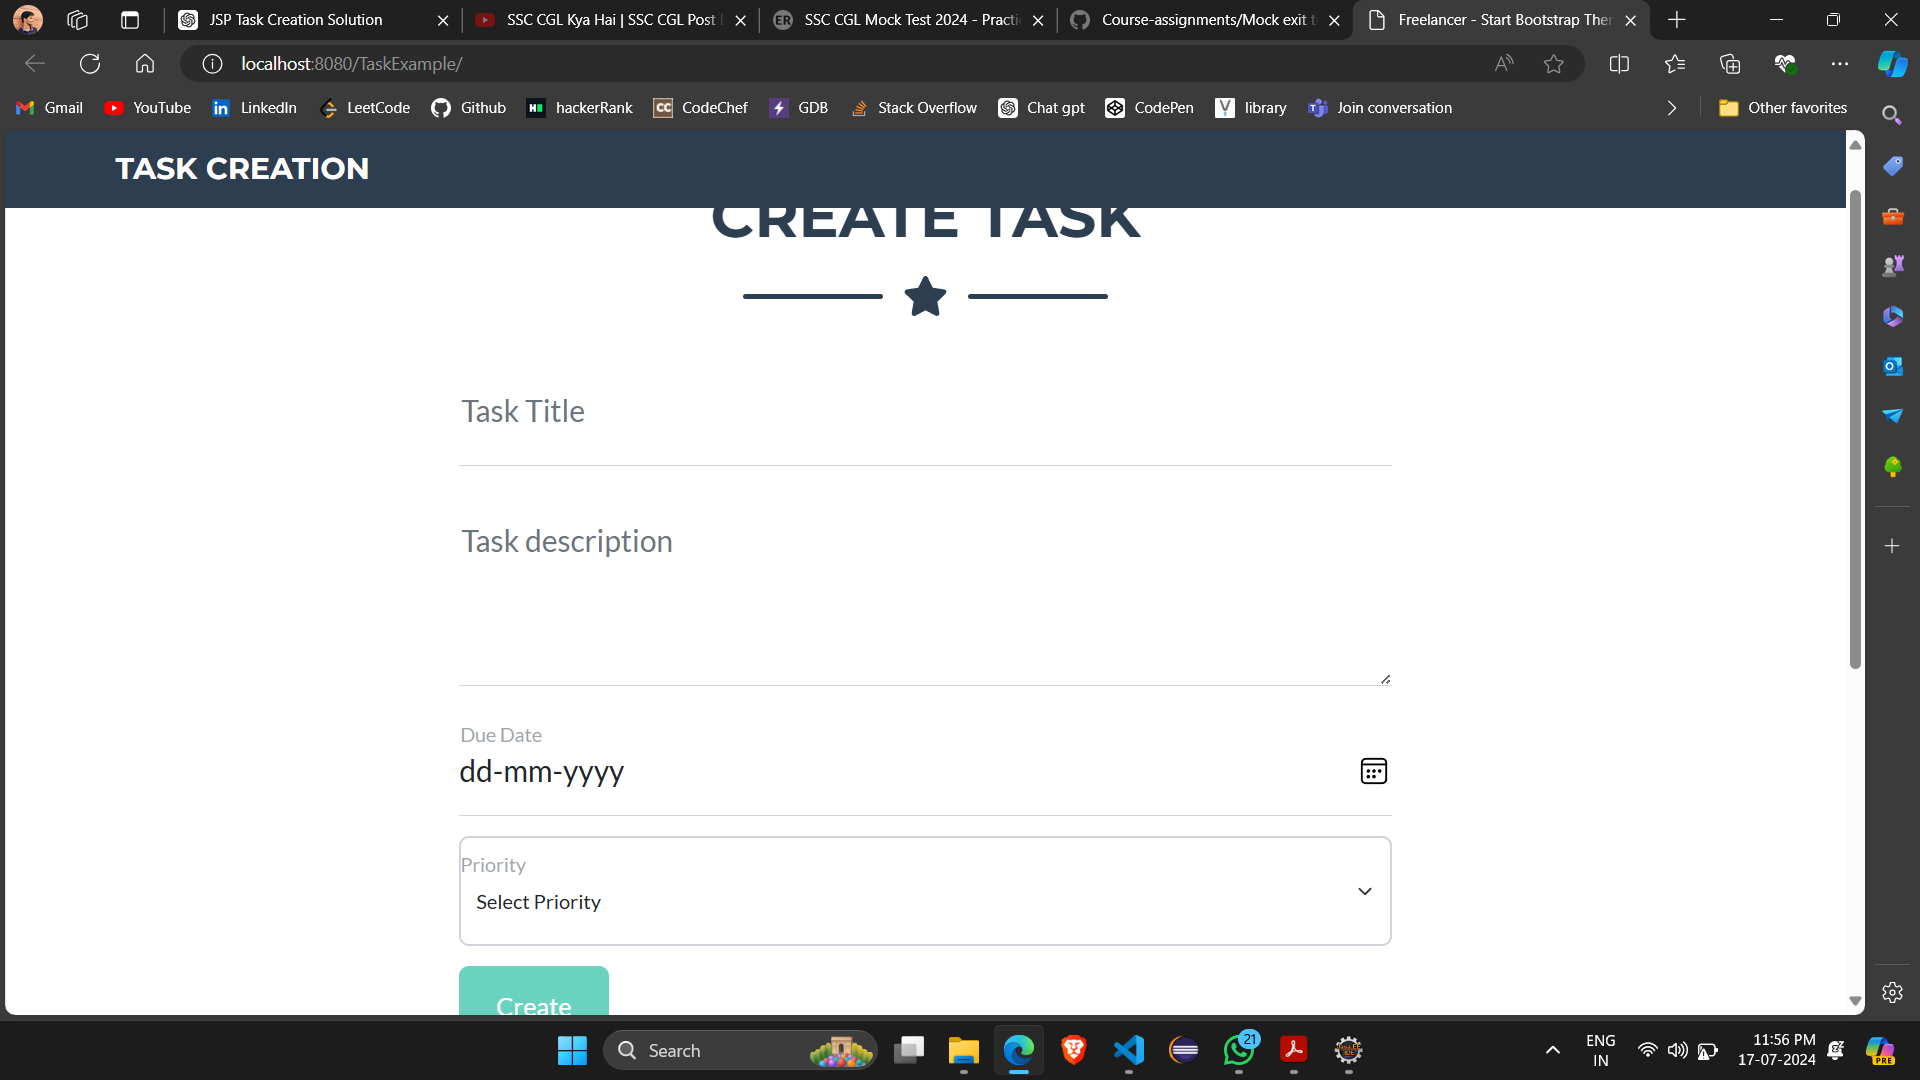 JSP Task Creation Solution
SSC CGL Kya Hai | SSC CGL Post
ER SSC CGL Mock Test 2024 - Practi
Course-assignments/Mock exit t
Freelancer - Start Bootstrap The
localhost:8080/TaskExample/
Gmail YouTube LinkedIn LeetCode Github hackerRank CodeChef GDB Stack Overflow Chat gpt CodePen library Join conversation Other favorites
TASK CREATION
CREATE TASK
Task Title
Task description
Due Date
dd-mm-yyyy
Priority
Select Priority
Create
Search
21
ENG
IN
11:56 PM
17-07-2024
PRE